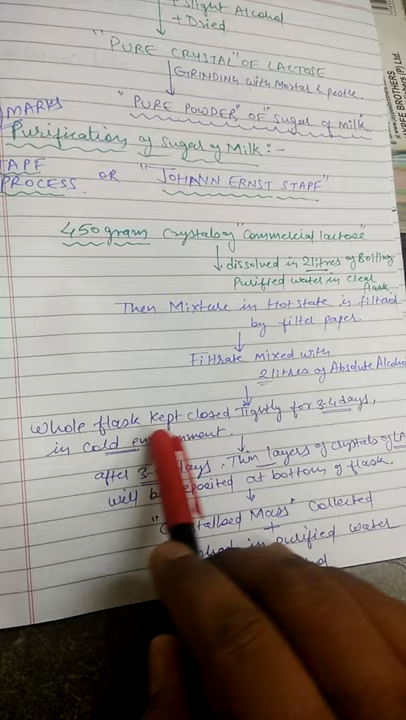 + Slight Alcohol
+ Dried
"PURE CRYSTAL" OF LACTOSE
GRINDING with Mortar & pestle.
"PURE POWDER" OF "Sugar of Milk
MARKS
Purification of Sugar of Milk:-
APF
PROCESS OR "JOHANN ERNST STAPF"
450 gram crystals of "Commercial lactose"
dissolved in 2 litres of Boiling
Purified water in clear
flask
Then Mixture in Hot state is filtered
by filter paper.
Filtrate mixed with
2 litres of Absolute Alcohol
Whole flask kept closed Tightly for 3-4 days,
in cold
after 3- days, Thin layers of crystals of LA
well be deposited at bottom of flask.
Mass" Collected
+
in purified water